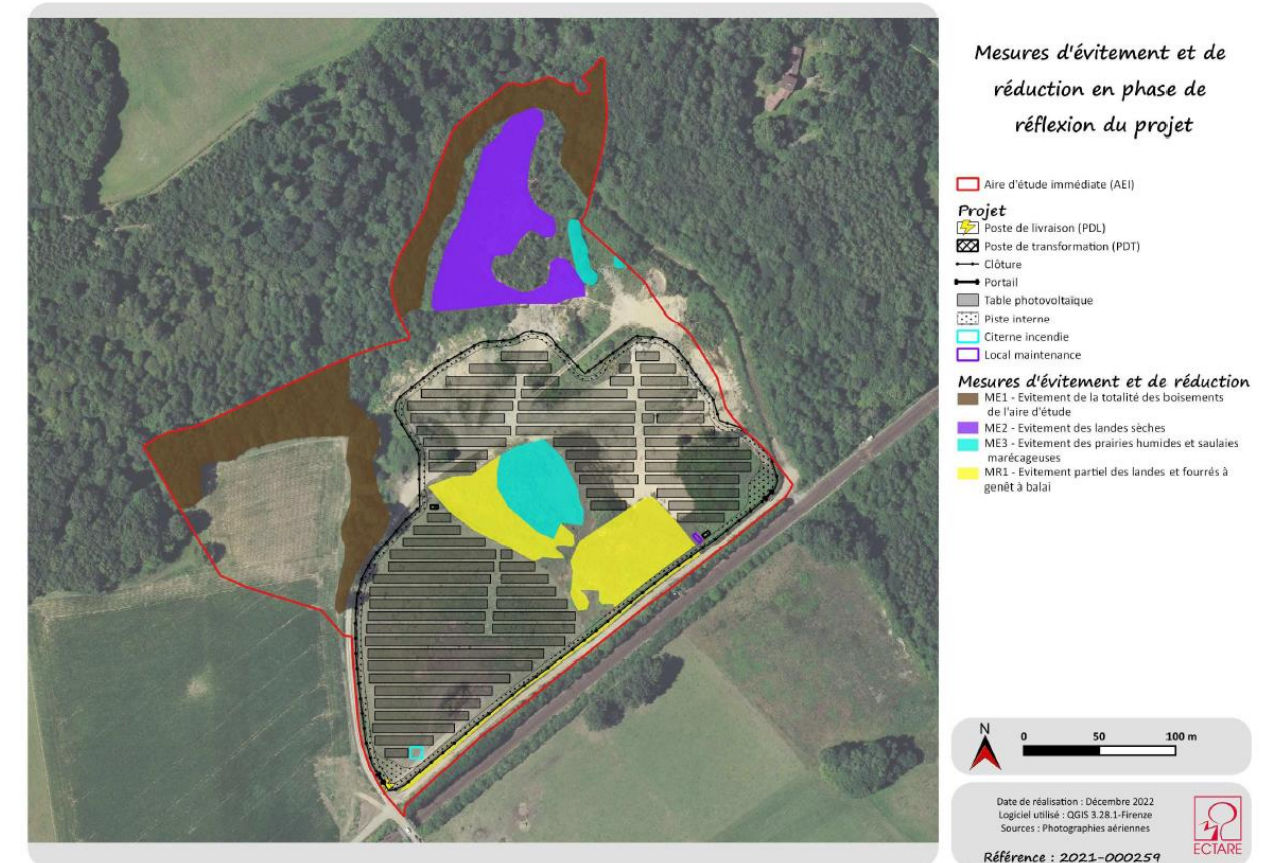 Mesures d'évitement et de
réduction en phase de
réflexion du projet
Aire d'étude immédiate (AEI)
Projet
Poste de livraison (PDL)
Poste de transformation (PDT)
Clôture
Portail
Table photovoltaïque
Piste interne
Citerne incendie
Local maintenance
Mesures d'évitement et de réduction
ME1 - Evitement de la totalité des boisements
de l'aire d'étude
ME2 - Evitement des landes sèches
ME3 - Evitement des prairies humides et saulaies
marécageuses
MR1 - Evitement partiel des landes et fourrés à
genêt à balai
N
0 50 100 m
Date de réalisation : Décembre 2022
Logiciel utilisé : QGIS 3.28.1-Firenze
Sources : Photographies aériennes
Référence : 2021-000259
ECTARE